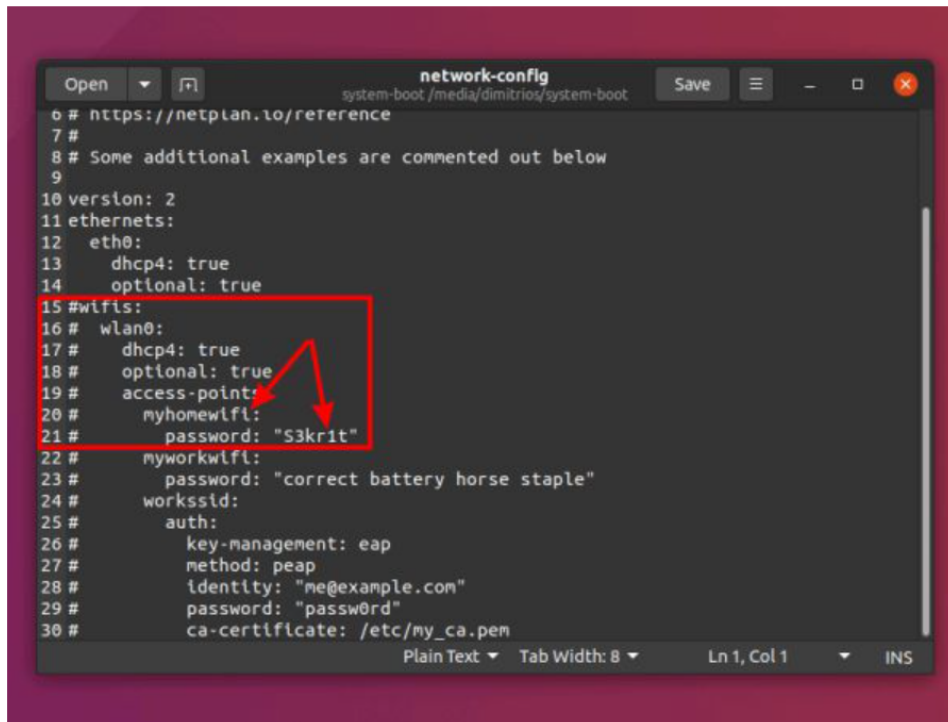 Open
network-config
system-boot /media/dimitrios/system-boot
Save
6 # https://netplan.io/reference
7 #
8 # Some additional examples are commented out below
9
10 version: 2
11 ethernets:
12   eth0:
13     dhcp4: true
14     optional: true
15 #wifis:
16 #  wlan0:
17 #    dhcp4: true
18 #    optional: true
19 #    access-points
20 #      myhomewifi:
21 #        password: "S3kr1t"
22 #      myworkwifi:
23 #        password: "correct battery horse staple"
24 #      workssid:
25 #        auth:
26 #          key-management: eap
27 #          method: peap
28 #          identity: "me@example.com"
29 #          password: "passw0rd"
30 #          ca-certificate: /etc/my_ca.pem
Plain Text Tab Width: 8 Ln 1, Col 1 INS